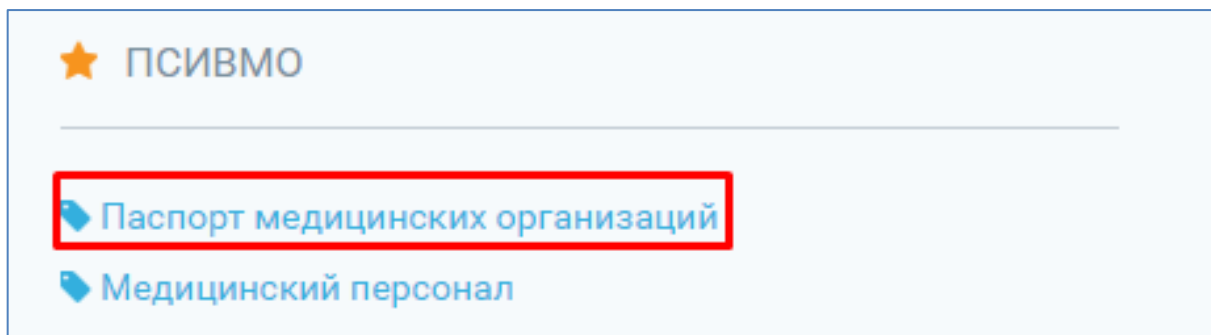 ПСИВМО
Паспорт медицинских организаций
Медицинский персонал